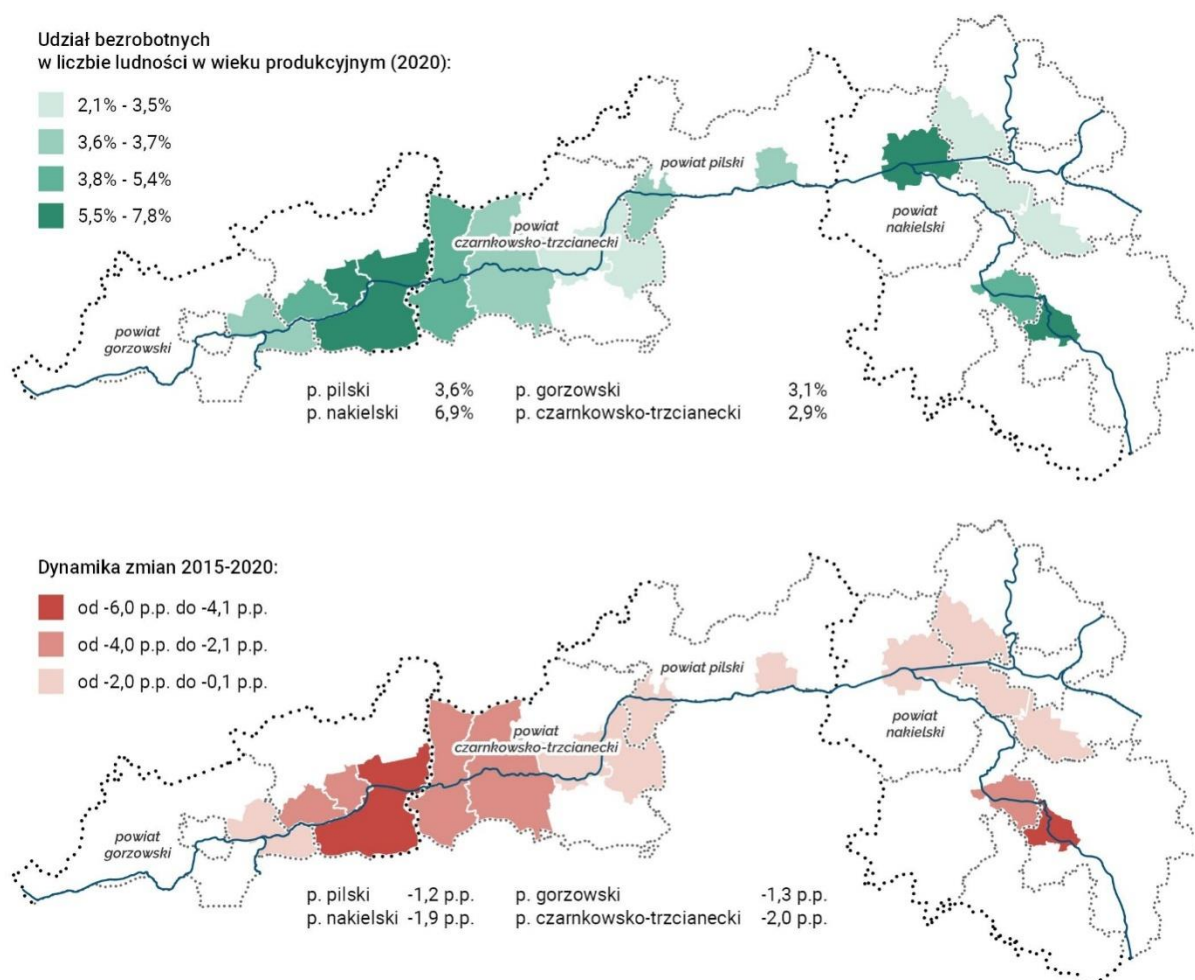 Udział bezrobotnych
w liczbie ludności w wieku produkcyjnym (2020):
2,1% - 3,5%
3,6% - 3,7%
3,8% - 5,4%
5,5% - 7,8%
powiat pilski
powiat
czarnkowsko-trzcianecki
powiat
nakielski
powiat
gorzowski
p. pilski 3,6% p. gorzowski 3,1%
p. nakielski 6,9% p. czarnkowsko-trzcianecki 2,9%
Dynamika zmian 2015-2020:
od -6,0 p.p. do -4,1 p.p.
od -4,0 p.p. do -2,1 p.p.
od -2,0 p.p. do -0,1 p.p.
powiat pilski
powiat
czarnkowsko-trzcianecki
powiat
nakielski
powiat
gorzowski
p. pilski -1,2 p.p. p. gorzowski -1,3 p.p.
p. nakielski -1,9 p.p. p. czarnkowsko-trzcianecki -2,0 p.p.